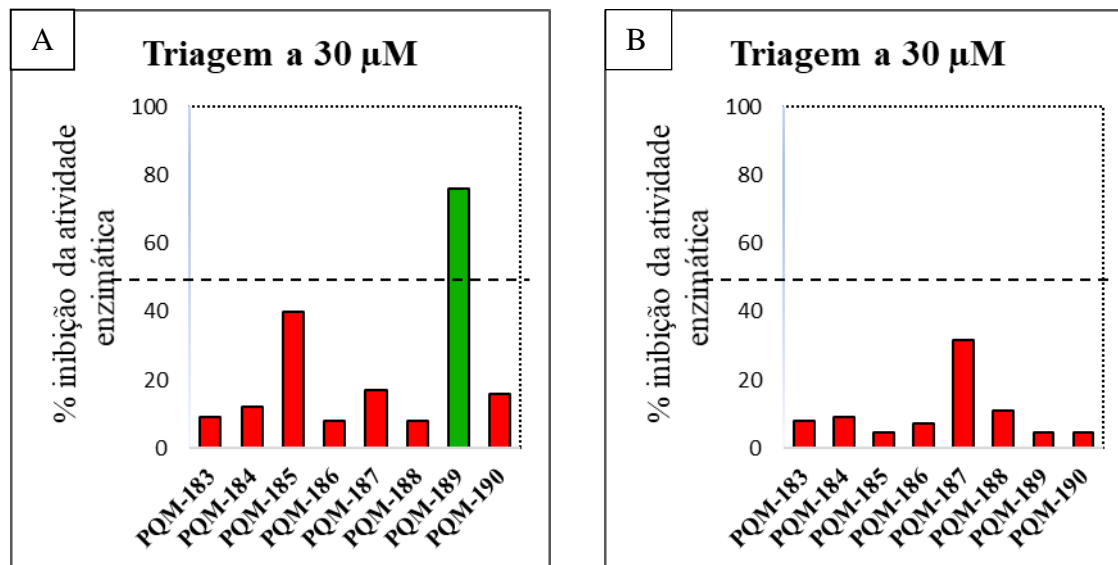 A
Triagem a 30 µM
% inibição da atividade
enzimática
100
80
60
40
20
0
PQM-183
PQM-184
PQM-185
PQM-186
PQM-187
PQM-188
PQM-189
PQM-190
B
Triagem a 30 µM
% inibição da atividade
enzimática
100
80
60
40
20
0
PQM-183
PQM-184
PQM-185
PQM-186
PQM-187
PQM-188
PQM-189
PQM-190